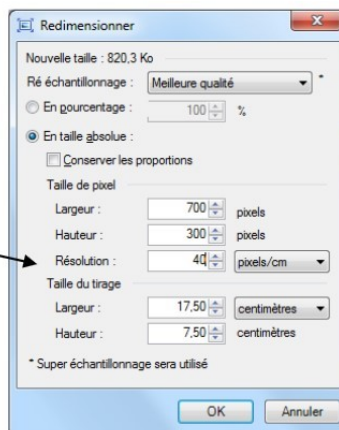 Redimensionner
Nouvelle taille : 820,3 Ko
Ré échantillonnage : Meilleure qualité *
En pourcentage : 100 %
En taille absolue :
Conserver les proportions
Taille de pixel
Largeur : 700 pixels
Hauteur : 300 pixels
Résolution : 40 pixels/cm
Taille du tirage
Largeur : 17,50 centimètres
Hauteur : 7,50 centimètres
* Super échantillonnage sera utilisé
OK Annuler